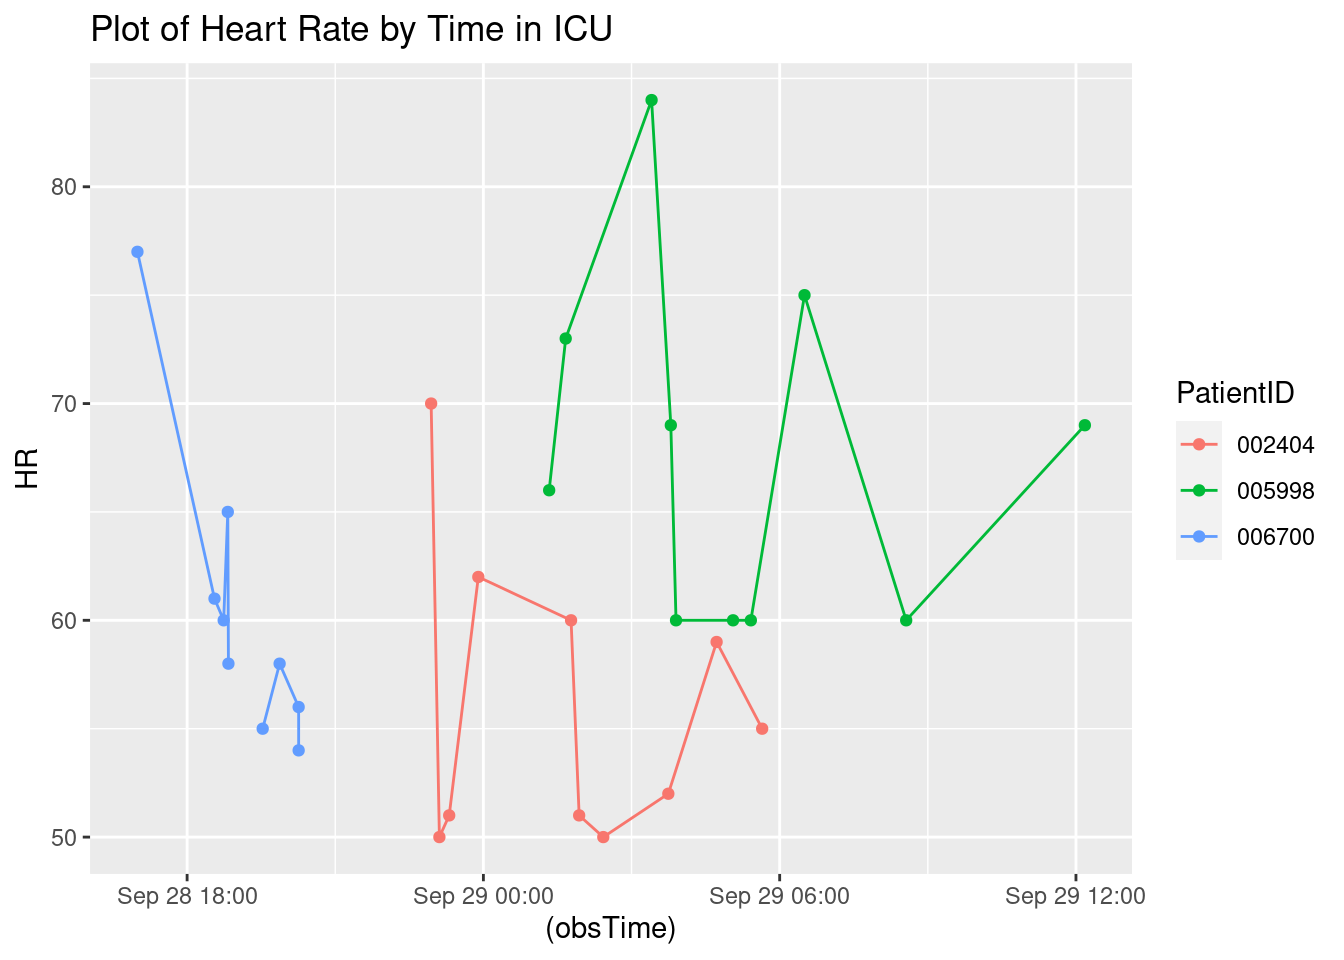 Plot of Heart Rate by Time in ICU
HR
80
70
60
50
Sep 28 18:00
Sep 29 00:00
Sep 29 06:00
Sep 29 12:00
(obsTime)
PatientID
002404
005998
006700